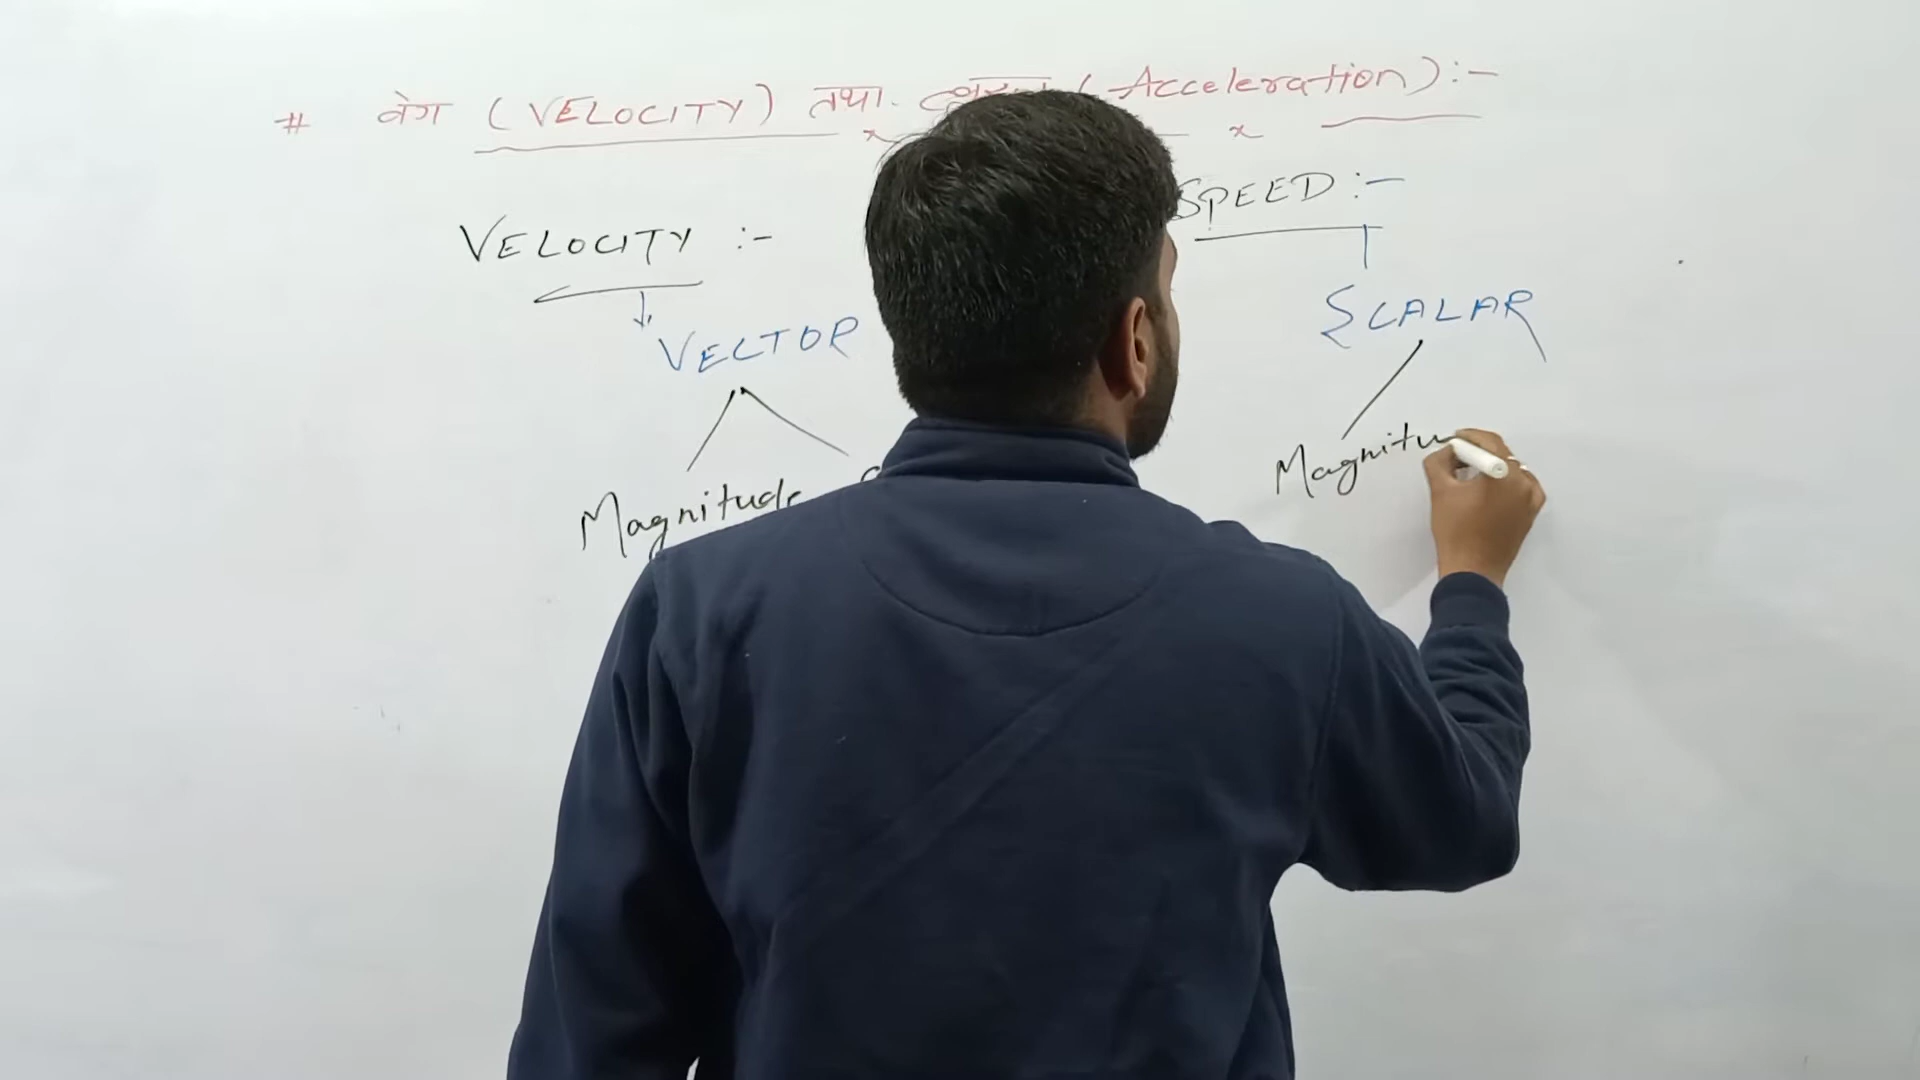 # वेग (VELOCITY) तथा (Acceleration):-
VELOCITY :-
SPEED :-
VECTOR
SCALAR
Magnitude
Magnitu